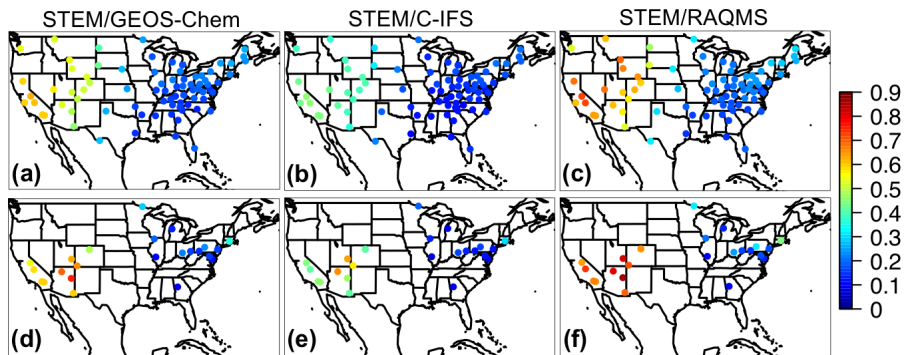 STEM/GEOS-Chem
STEM/C-IFS
STEM/RAQMS
(a)
(b)
(c)
(d)
(e)
(f)
0.9
0.8
0.7
0.6
0.5
0.4
0.3
0.2
0.1
0